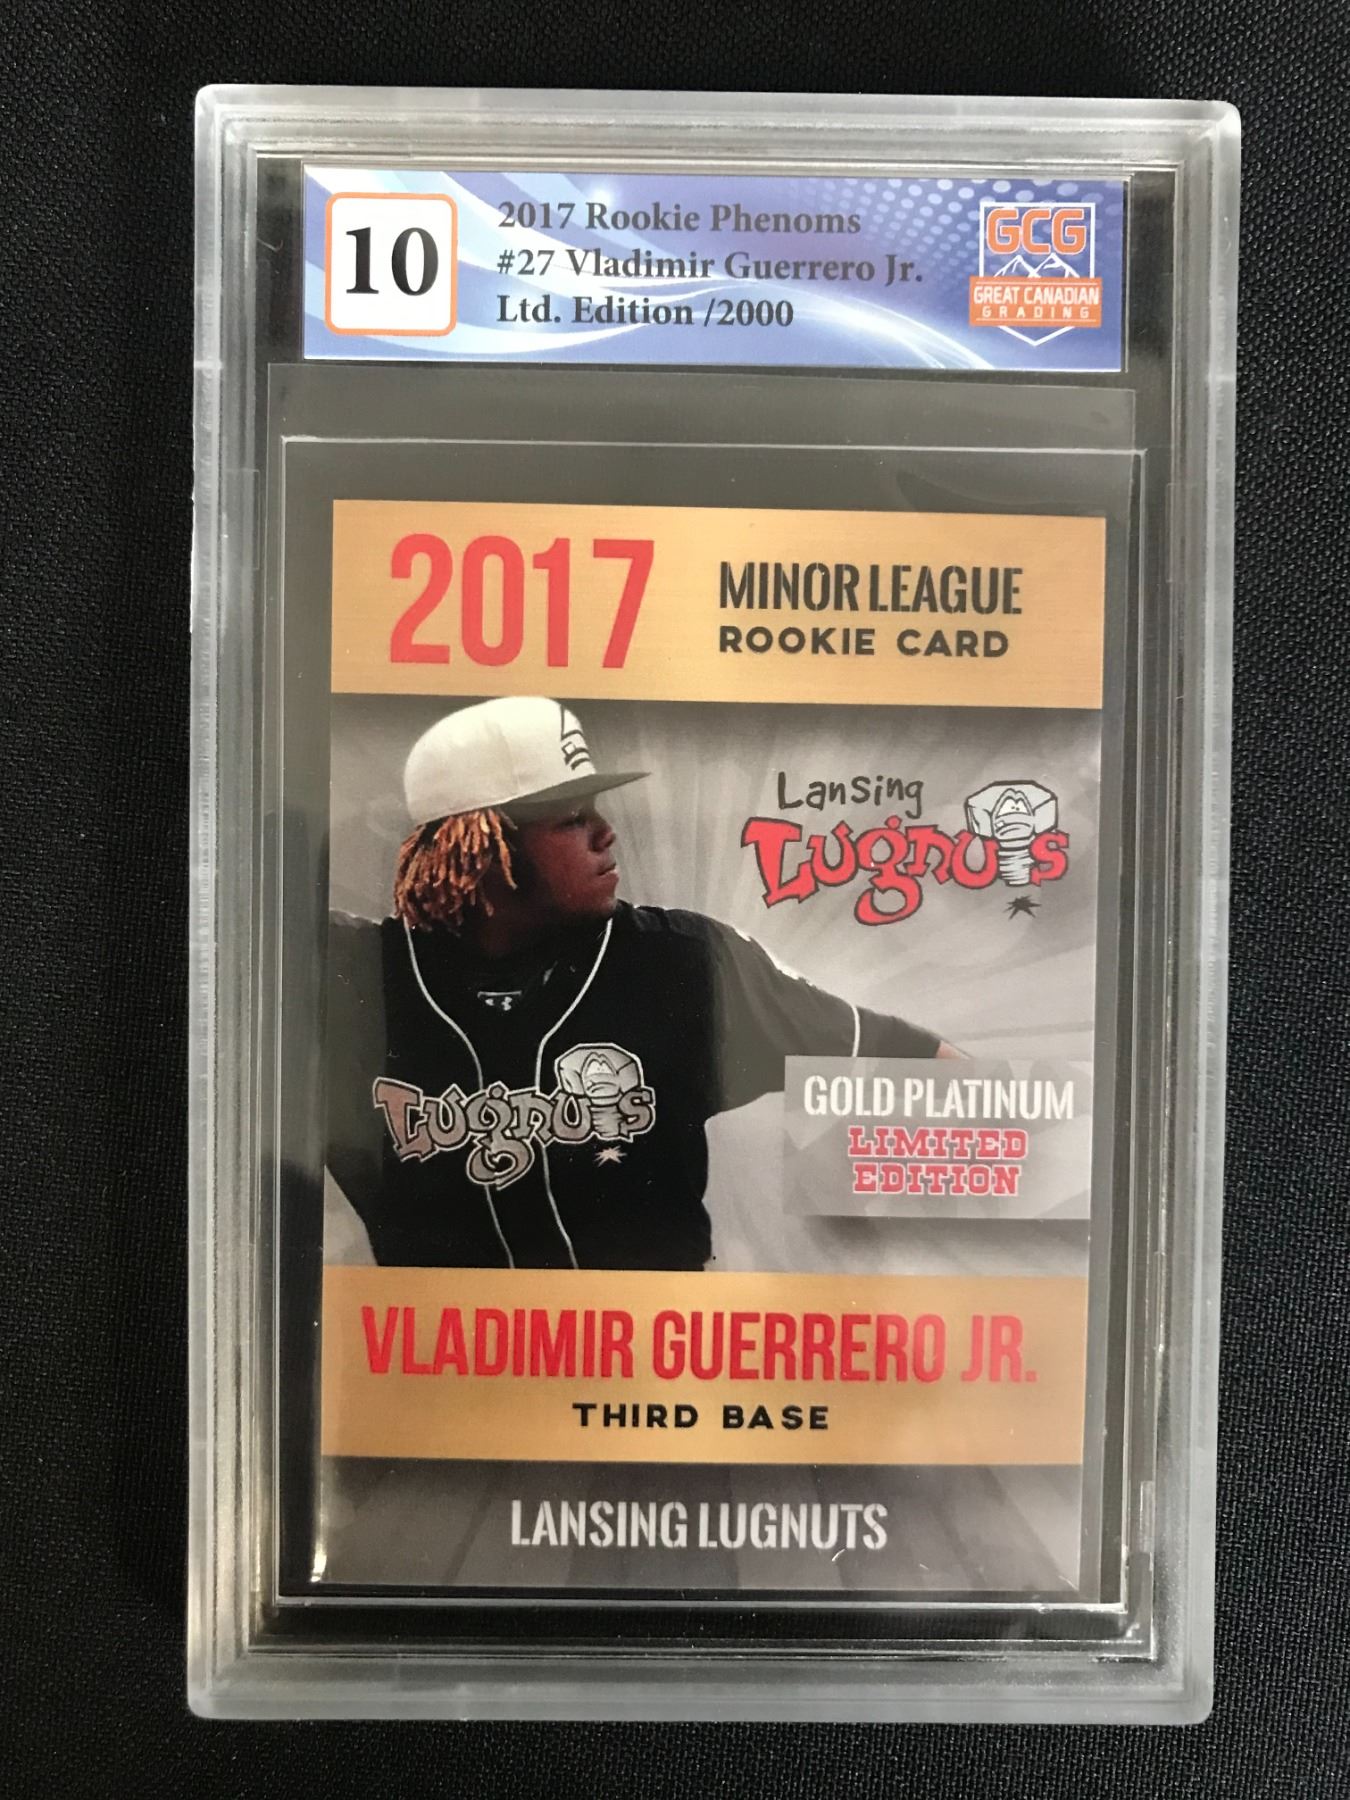 10
2017 Rookie Phenoms
#27 Vladimir Guerrero Jr.
Ltd. Edition /2000
GCG
GREAT CANADIAN
GRADING
2017
MINOR LEAGUE
ROOKIE CARD
Lansing
Lugnuts
Lugnuts
GOLD PLATINUM
LIMITED
EDITION
VLADIMIR GUERRERO JR.
THIRD BASE
LANSING LUGNUTS